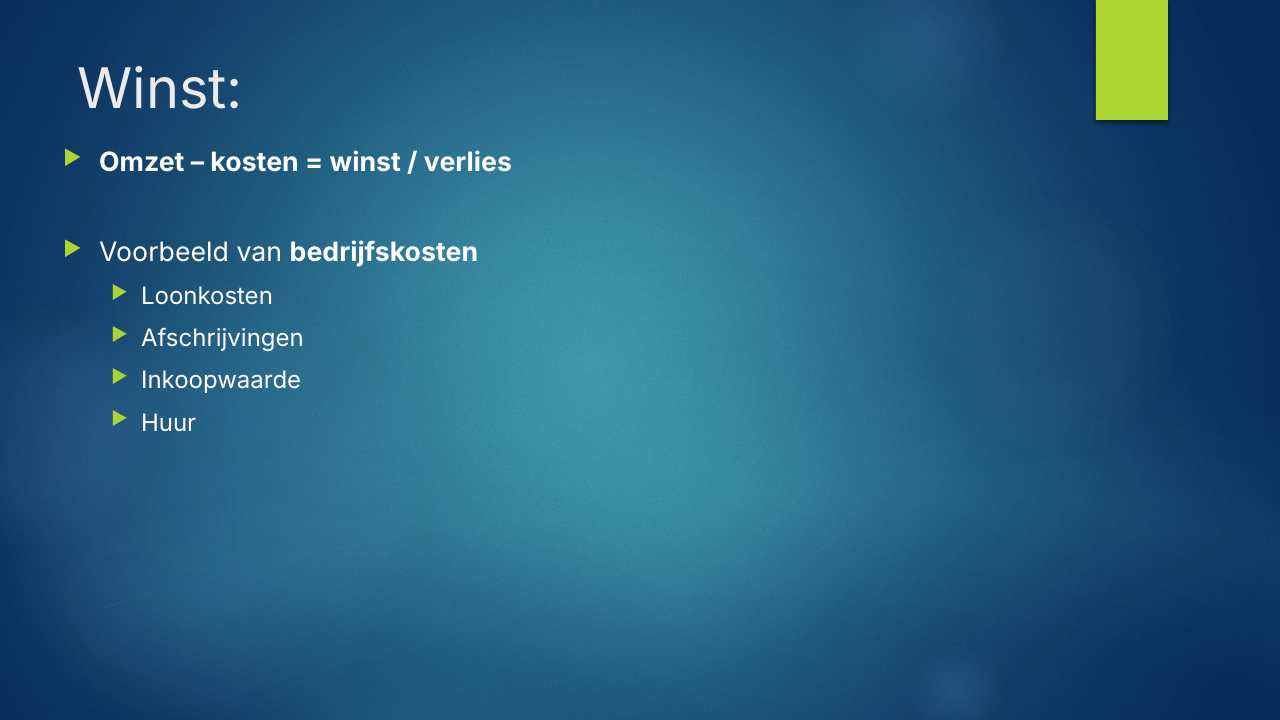 Winst:
Omzet – kosten = winst / verlies
Voorbeeld van bedrijfskosten
Loonkosten
Afschrijvingen
Inkoopwaarde
Huur